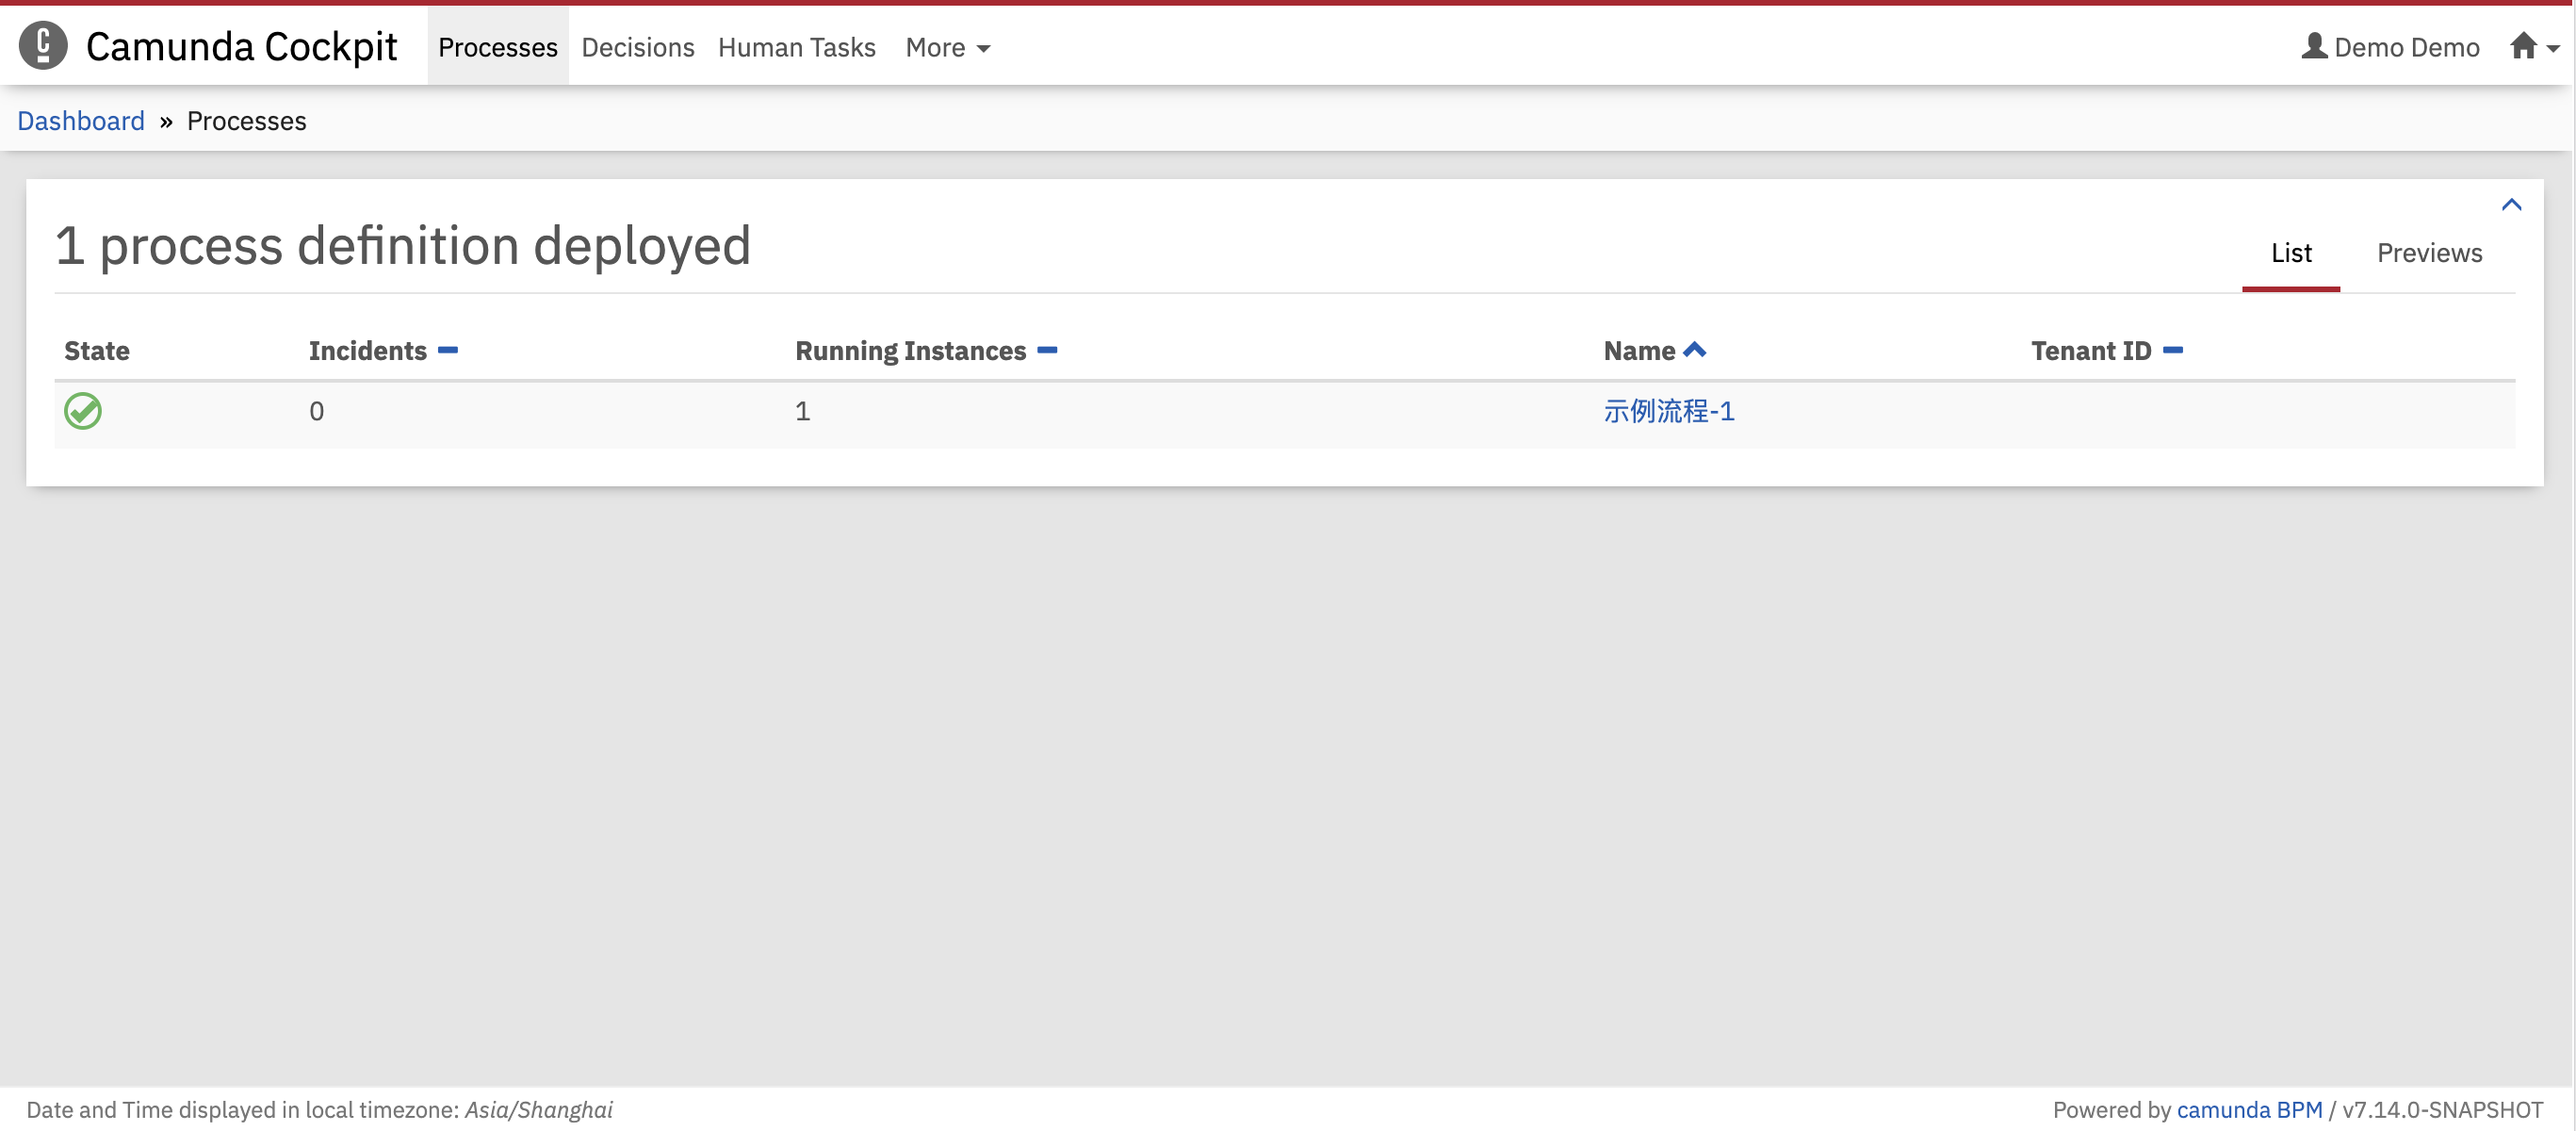 Camunda Cockpit Processes Decisions Human Tasks More Demo Demo
Dashboard » Processes
1 process definition deployed
List Previews
State Incidents Running Instances Name Tenant ID
0 1 示例流程-1
Date and Time displayed in local timezone: Asia/Shanghai Powered by camunda BPM / v7.14.0-SNAPSHOT